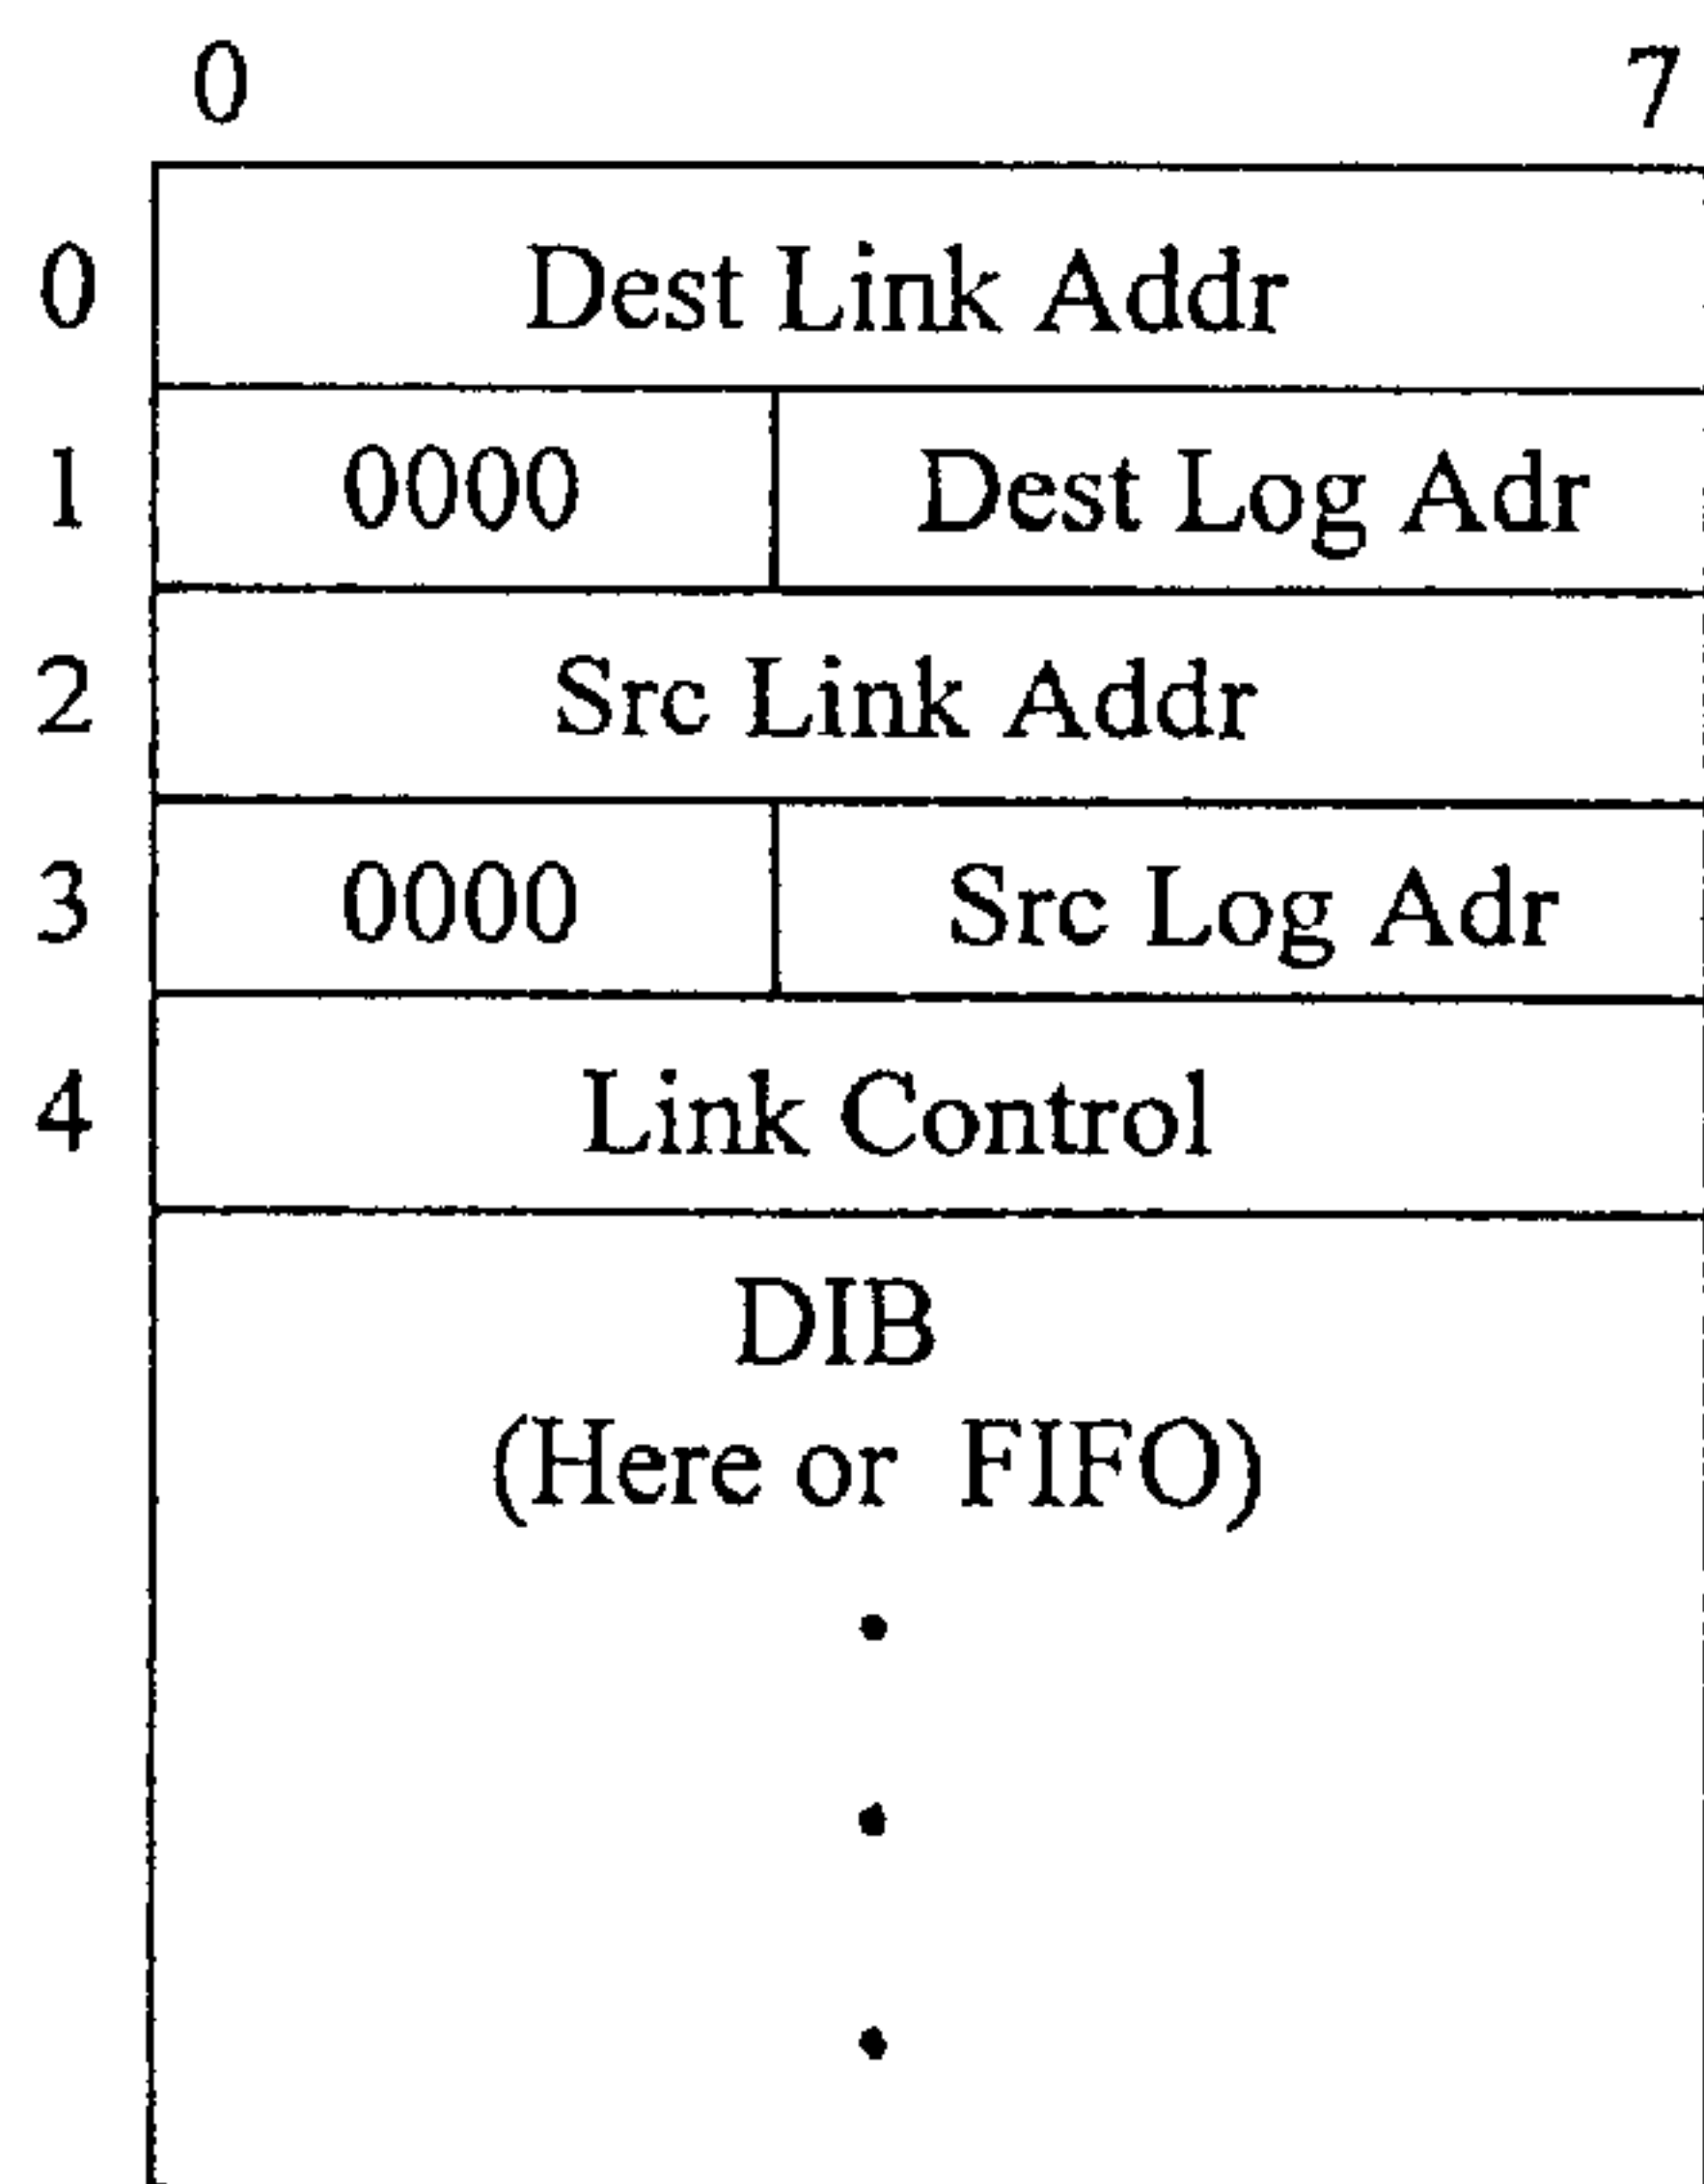 0 7
0 Dest Link Addr
1 0000 Dest Log Adr
2 Src Link Addr
3 0000 Src Log Adr
4 Link Control
DIB
(Here or FIFO)